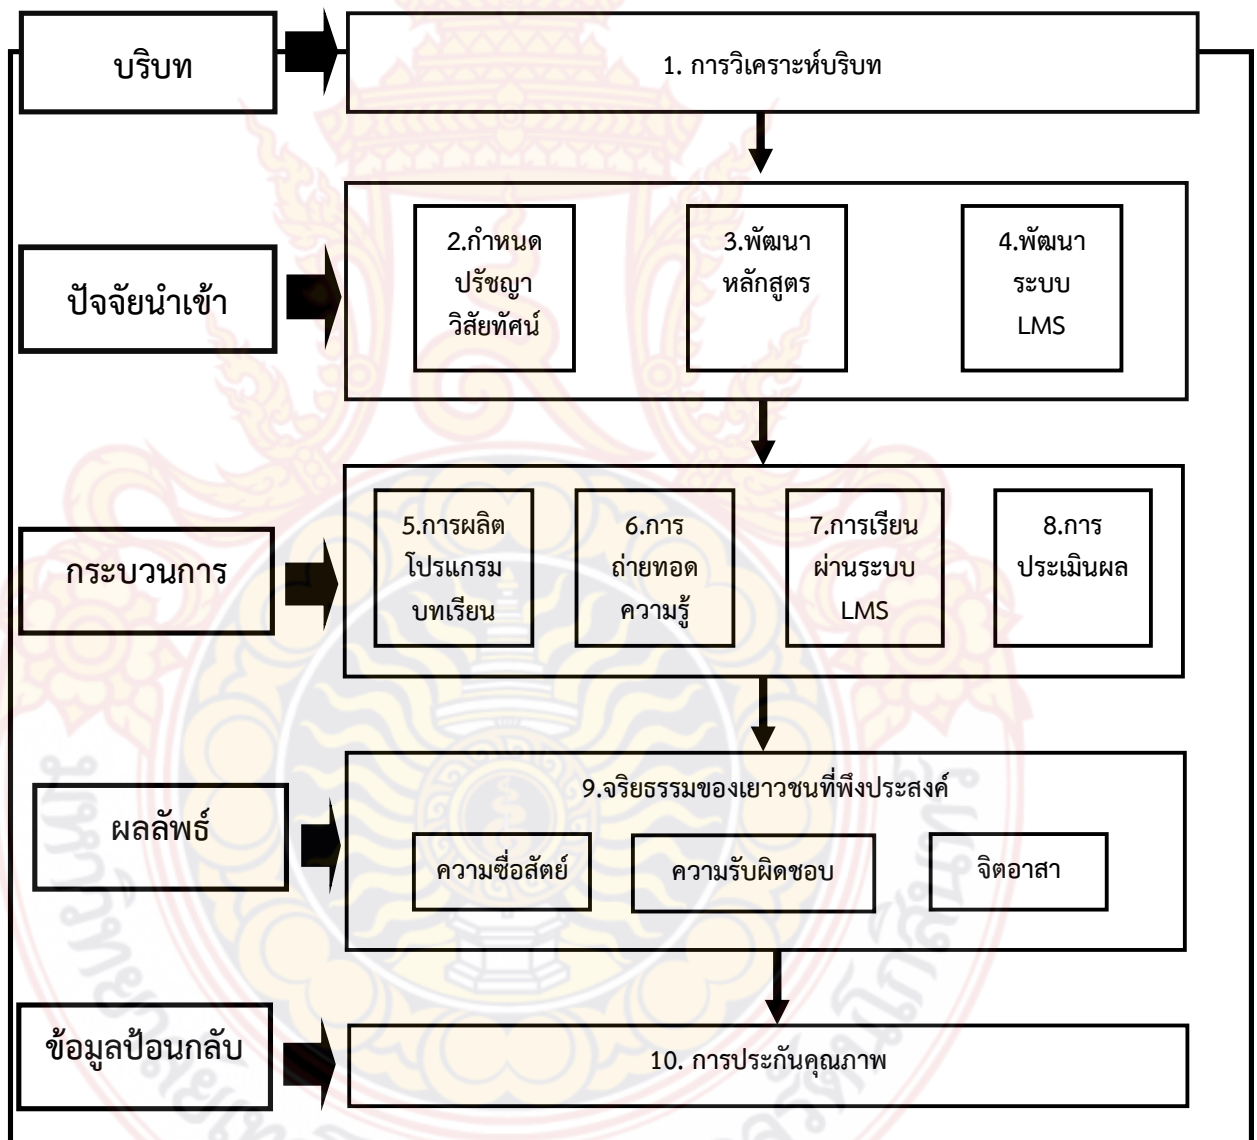 บริบท
1. การวิเคราะห์บริบท
ปัจจัยนำเข้า
2.กำหนด
ปรัชญา
วิสัยทัศน์
3.พัฒนา
หลักสูตร
4.พัฒนา
ระบบ
LMS
กระบวนการ
5.การผลิต
โปรแกรม
บทเรียน
6.การ
ถ่ายทอด
ความรู้
7.การเรียน
ผ่านระบบ
LMS
8.การ
ประเมินผล
ผลลัพธ์
9.จริยธรรมของเยาวชนที่พึงประสงค์
ความซื่อสัตย์
ความรับผิดชอบ
จิตอาสา
ข้อมูลป้อนกลับ
10. การประกันคุณภาพ